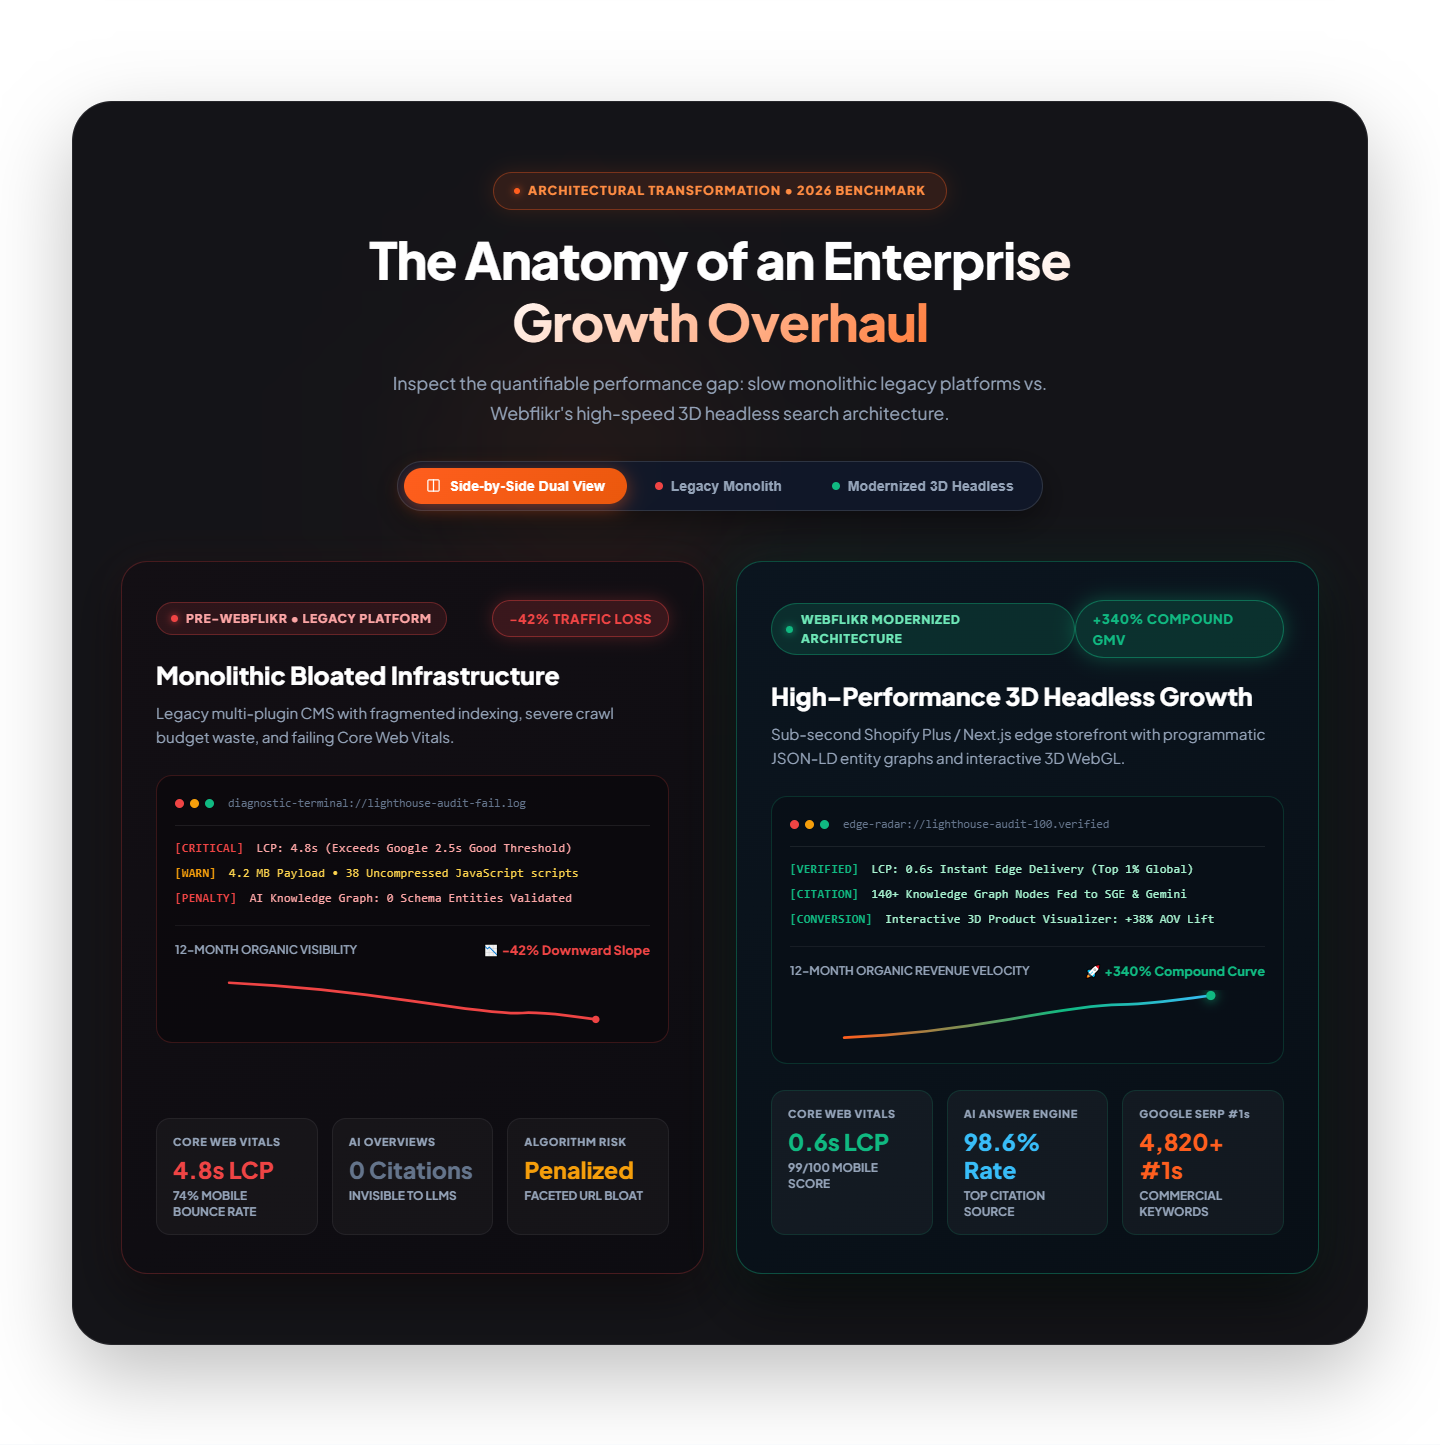 ARCHITECTURAL TRANSFORMATION ● 2026 BENCHMARK
The Anatomy of an Enterprise
Growth Overhaul
Inspect the quantifiable performance gap: slow monolithic legacy platforms vs.
Webflikr's high-speed 3D headless search architecture.
Side-by-Side Dual View
Legacy Monolith
Modernized 3D Headless
PRE-WEBFLIKR ● LEGACY PLATFORM
-42% TRAFFIC LOSS
Monolithic Bloated Infrastructure
Legacy multi-plugin CMS with fragmented indexing, severe crawl
budget waste, and failing Core Web Vitals.
diagnostic-terminal://lighthouse-audit-fail.log
[CRITICAL] LCP: 4.8s (Exceeds Google 2.5s Good Threshold)
[WARN] 4.2 MB Payload • 38 Uncompressed JavaScript scripts
[PENALTY] AI Knowledge Graph: 0 Schema Entities Validated
12-MONTH ORGANIC VISIBILITY
📉 -42% Downward Slope
CORE WEB VITALS
4.8s LCP
74% MOBILE
BOUNCE RATE
AI OVERVIEWS
0 Citations
INVISIBLE TO LLMS
ALGORITHM RISK
Penalized
FACETED URL BLOAT
WEBFLIKR MODERNIZED
ARCHITECTURE
+340% COMPOUND
GMV
High-Performance 3D Headless Growth
Sub-second Shopify Plus / Next.js edge storefront with programmatic
JSON-LD entity graphs and interactive 3D WebGL.
edge-radar://lighthouse-audit-100.verified
[VERIFIED] LCP: 0.6s Instant Edge Delivery (Top 1% Global)
[CITATION] 140+ Knowledge Graph Nodes Fed to SGE & Gemini
[CONVERSION] Interactive 3D Product Visualizer: +38% AOV Lift
12-MONTH ORGANIC REVENUE VELOCITY
🚀 +340% Compound Curve
CORE WEB VITALS
0.6s LCP
99/100 MOBILE
SCORE
AI ANSWER ENGINE
98.6%
Rate
TOP CITATION
SOURCE
GOOGLE SERP #1s
4,820+
#1s
COMMERCIAL
KEYWORDS